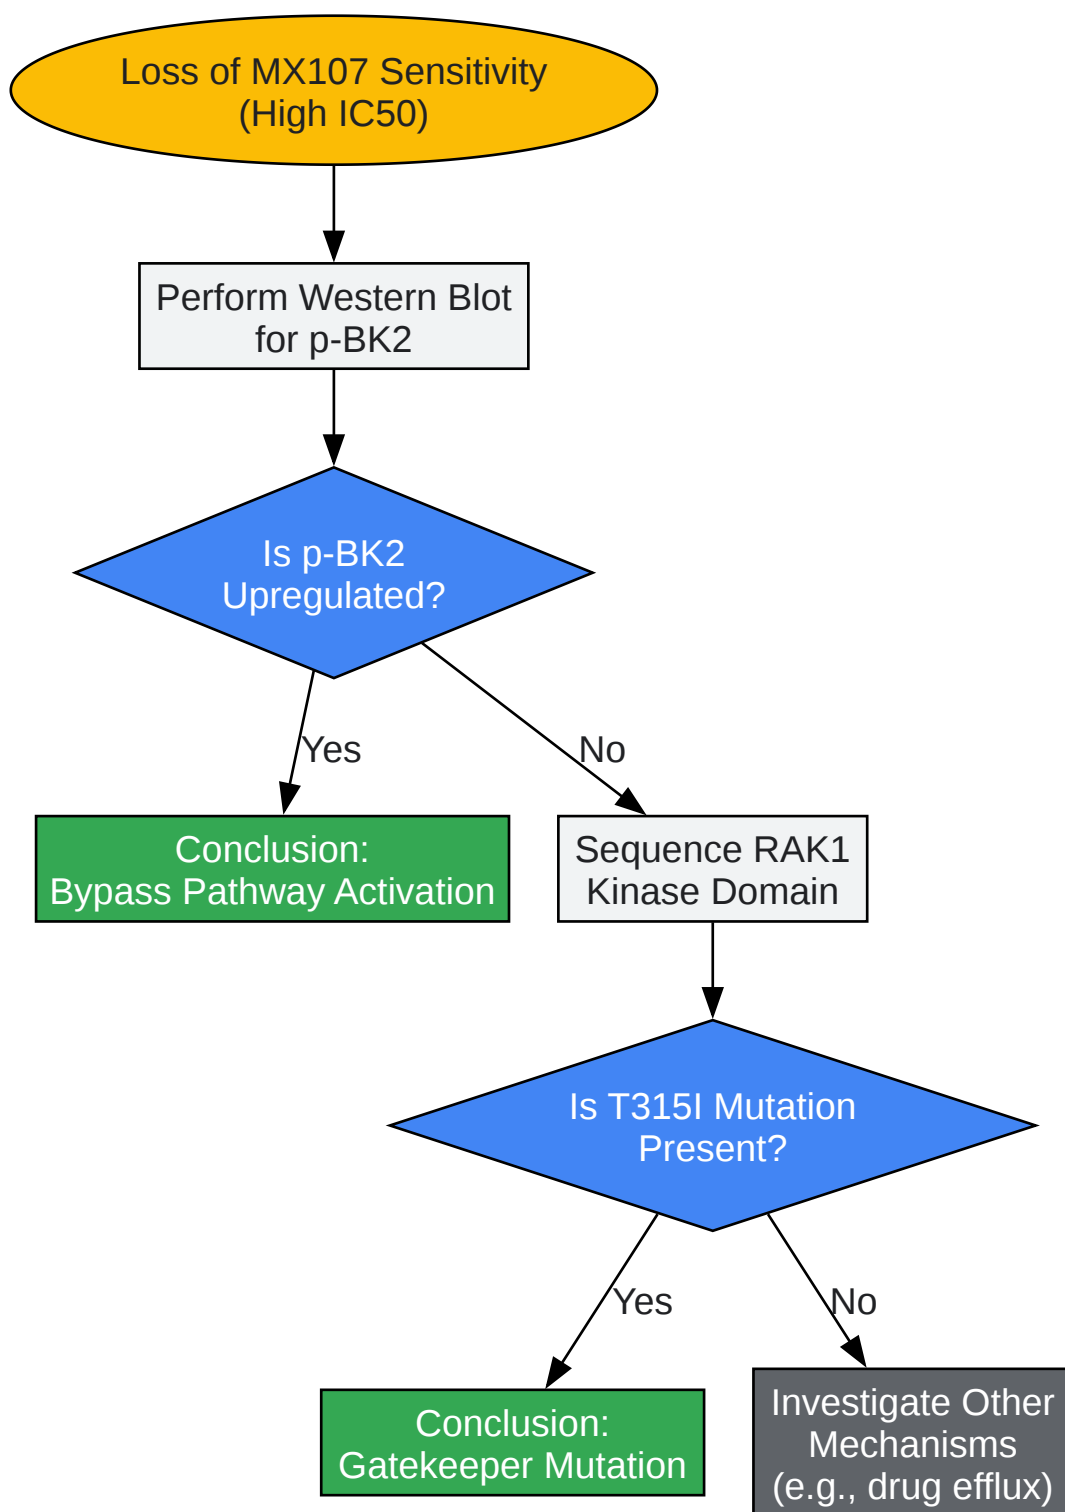 Loss of MX107 Sensitivity
(High IC50)
Perform Western Blot
for p-BK2
Is p-BK2
Upregulated?
Yes
No
Conclusion:
Bypass Pathway Activation
Sequence RAK1
Kinase Domain
Is T315I Mutation
Present?
Yes
No
Conclusion:
Gatekeeper Mutation
Investigate Other
Mechanisms
(e.g., drug efflux)